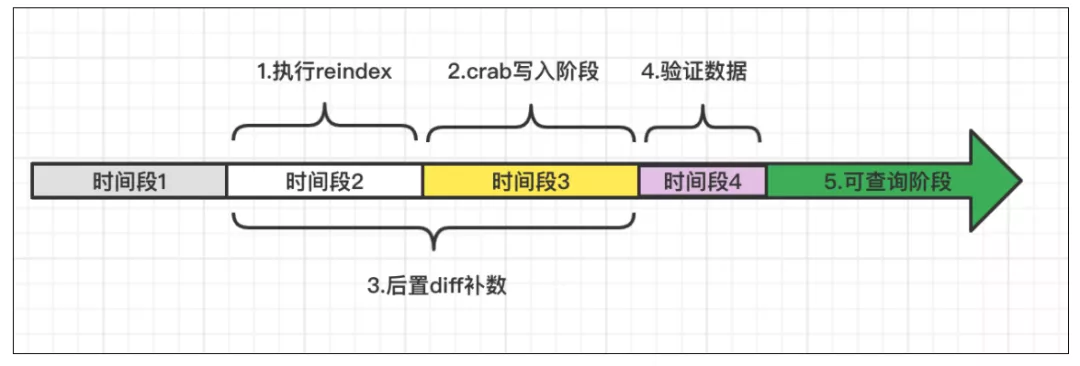 1.执行reindex
2.crab写入阶段
4.验证数据
时间段1
时间段2
时间段3
时间段4
5.可查询阶段
3.后置diff补数